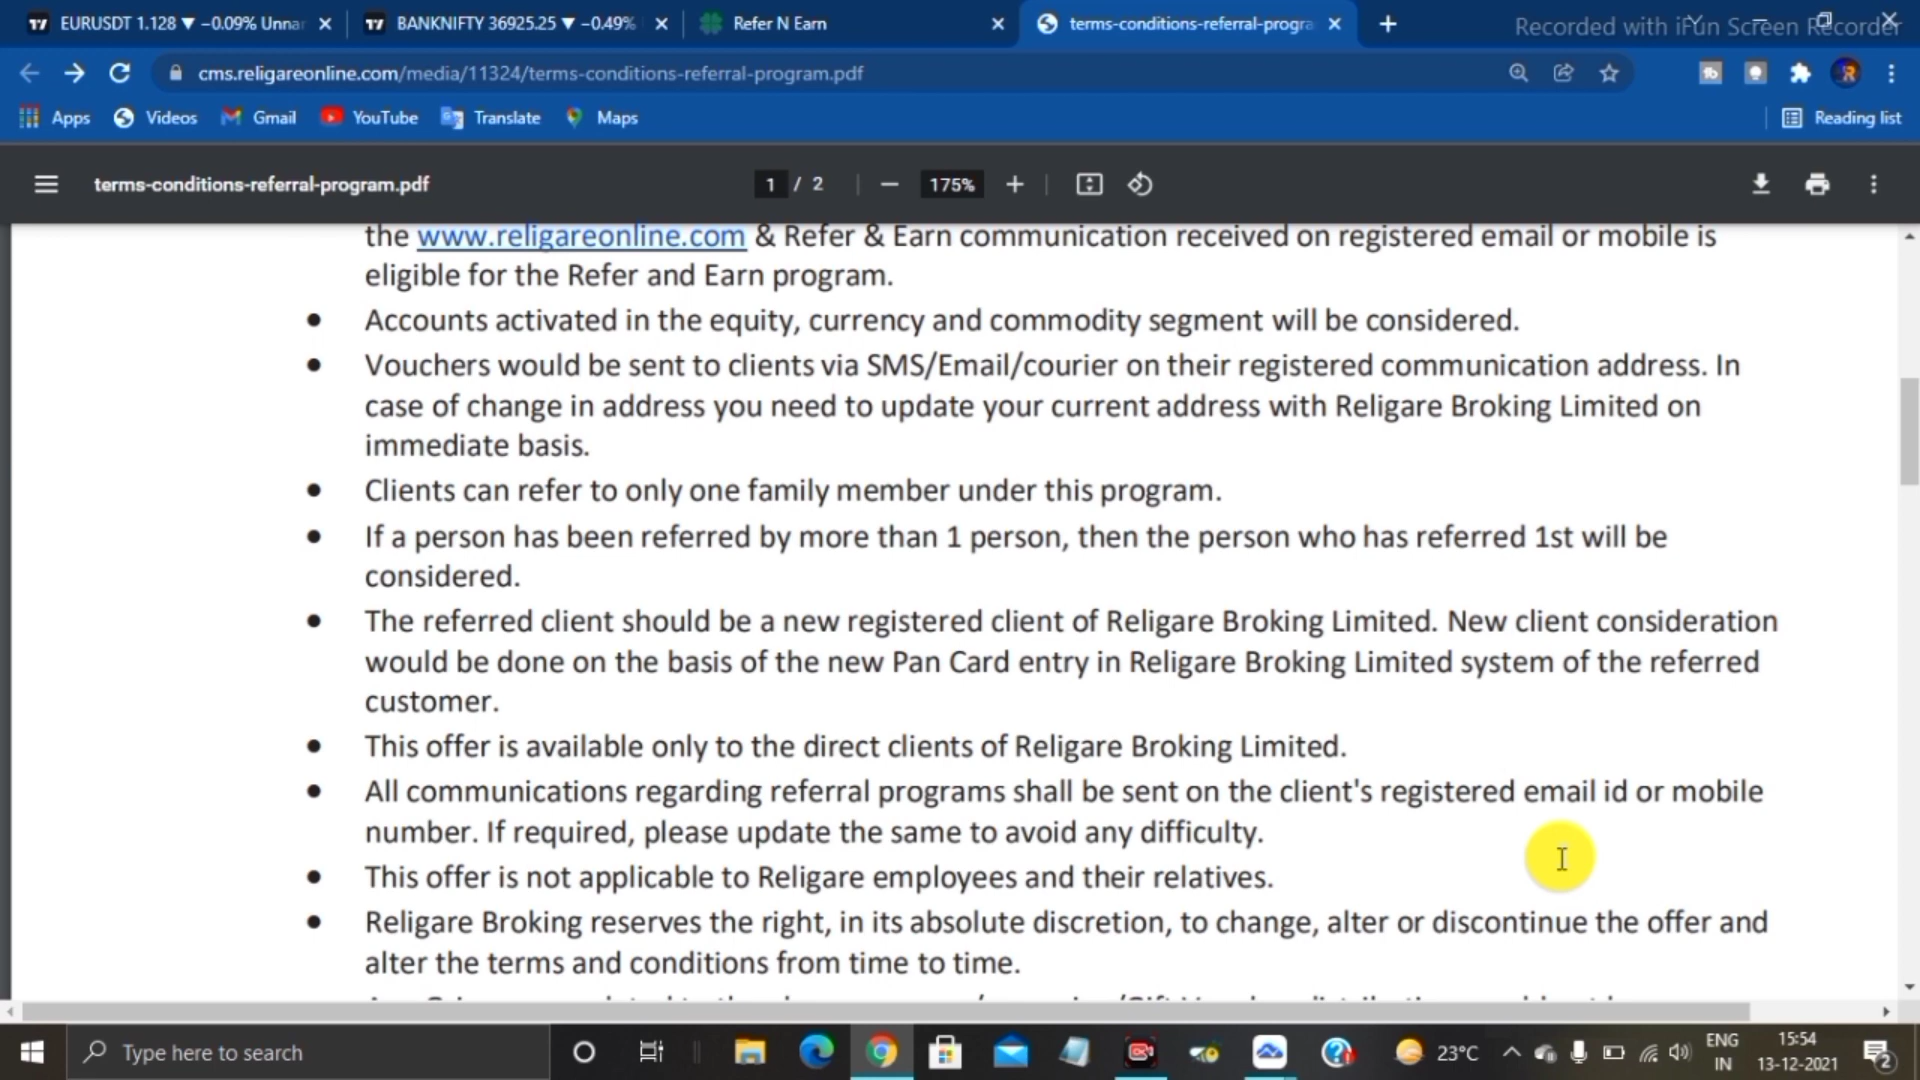 EURUSDT 1.128 ▼ −0.09% Unnar
BANKNIFTY 36925.25 ▼ −0.49%
Refer N Earn
terms-conditions-referral-progra
Recorded with iFun Screen Recorder
cms.religareonline.com/media/11324/terms-conditions-referral-program.pdf
Apps
Videos
Gmail
YouTube
Translate
Maps
Reading list
terms-conditions-referral-program.pdf
1 / 2
175%
the www.religareonline.com & Refer & Earn communication received on registered email or mobile is
eligible for the Refer and Earn program.
• Accounts activated in the equity, currency and commodity segment will be considered.
• Vouchers would be sent to clients via SMS/Email/courier on their registered communication address. In
case of change in address you need to update your current address with Religare Broking Limited on
immediate basis.
• Clients can refer to only one family member under this program.
• If a person has been referred by more than 1 person, then the person who has referred 1st will be
considered.
• The referred client should be a new registered client of Religare Broking Limited. New client consideration
would be done on the basis of the new Pan Card entry in Religare Broking Limited system of the referred
customer.
• This offer is available only to the direct clients of Religare Broking Limited.
• All communications regarding referral programs shall be sent on the client's registered email id or mobile
number. If required, please update the same to avoid any difficulty.
• This offer is not applicable to Religare employees and their relatives.
• Religare Broking reserves the right, in its absolute discretion, to change, alter or discontinue the offer and
alter the terms and conditions from time to time.
Type here to search
23°C
ENG
IN
15:54
13-12-2021
2